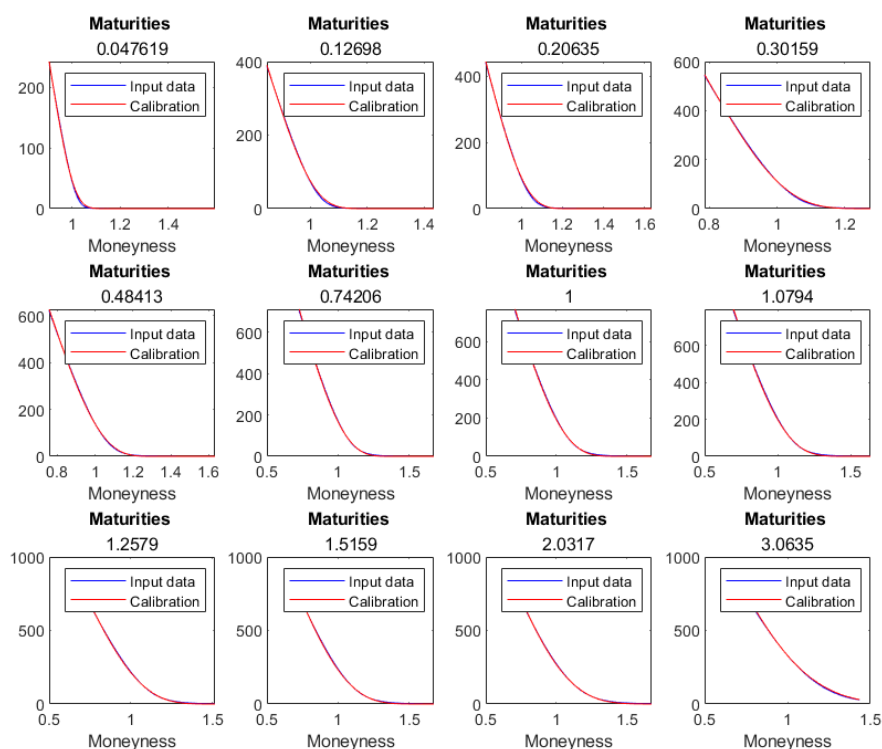 Maturities
0.047619
Input data
Calibration
200
100
0
1
1.2
1.4
Moneyness
Maturities
0.12698
Input data
Calibration
400
200
0
1
1.2
1.4
Moneyness
Maturities
0.20635
Input data
Calibration
400
200
0
1
1.2
1.4
1.6
Moneyness
Maturities
0.30159
Input data
Calibration
600
400
200
0
0.8
1
1.2
Moneyness
Maturities
0.48413
Input data
Calibration
600
400
200
0
0.8
1
1.2
1.4
1.6
Moneyness
Maturities
0.74206
Input data
Calibration
600
400
200
0
0.5
1
1.5
Moneyness
Maturities
1
Input data
Calibration
600
400
200
0
0.5
1
1.5
Moneyness
Maturities
1.0794
Input data
Calibration
600
400
200
0
0.5
1
1.5
Moneyness
Maturities
1.2579
Input data
Calibration
1000
500
0
0.5
1
1.5
Moneyness
Maturities
1.5159
Input data
Calibration
1000
500
0
0.5
1
1.5
Moneyness
Maturities
2.0317
Input data
Calibration
1000
500
0
0.5
1
1.5
Moneyness
Maturities
3.0635
Input data
Calibration
1000
500
0
0.5
1
1.5
Moneyness